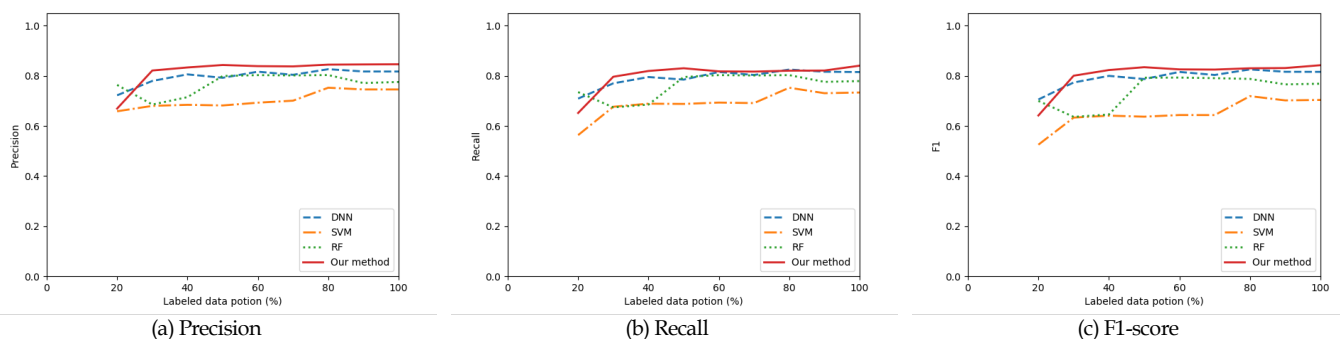 1.0
0.8
0.6
0.4
0.2
0.0
Precision
0 20 40 60 80 100
Labeled data potion (%)
DNN
SVM
RF
Our method
(a) Precision
1.0
0.8
0.6
0.4
0.2
0.0
Recall
0 20 40 60 80 100
Labeled data potion (%)
DNN
SVM
RF
Our method
(b) Recall
1.0
0.8
0.6
0.4
0.2
0.0
F1
0 20 40 60 80 100
Labeled data potion (%)
DNN
SVM
RF
Our method
(c) F1-score